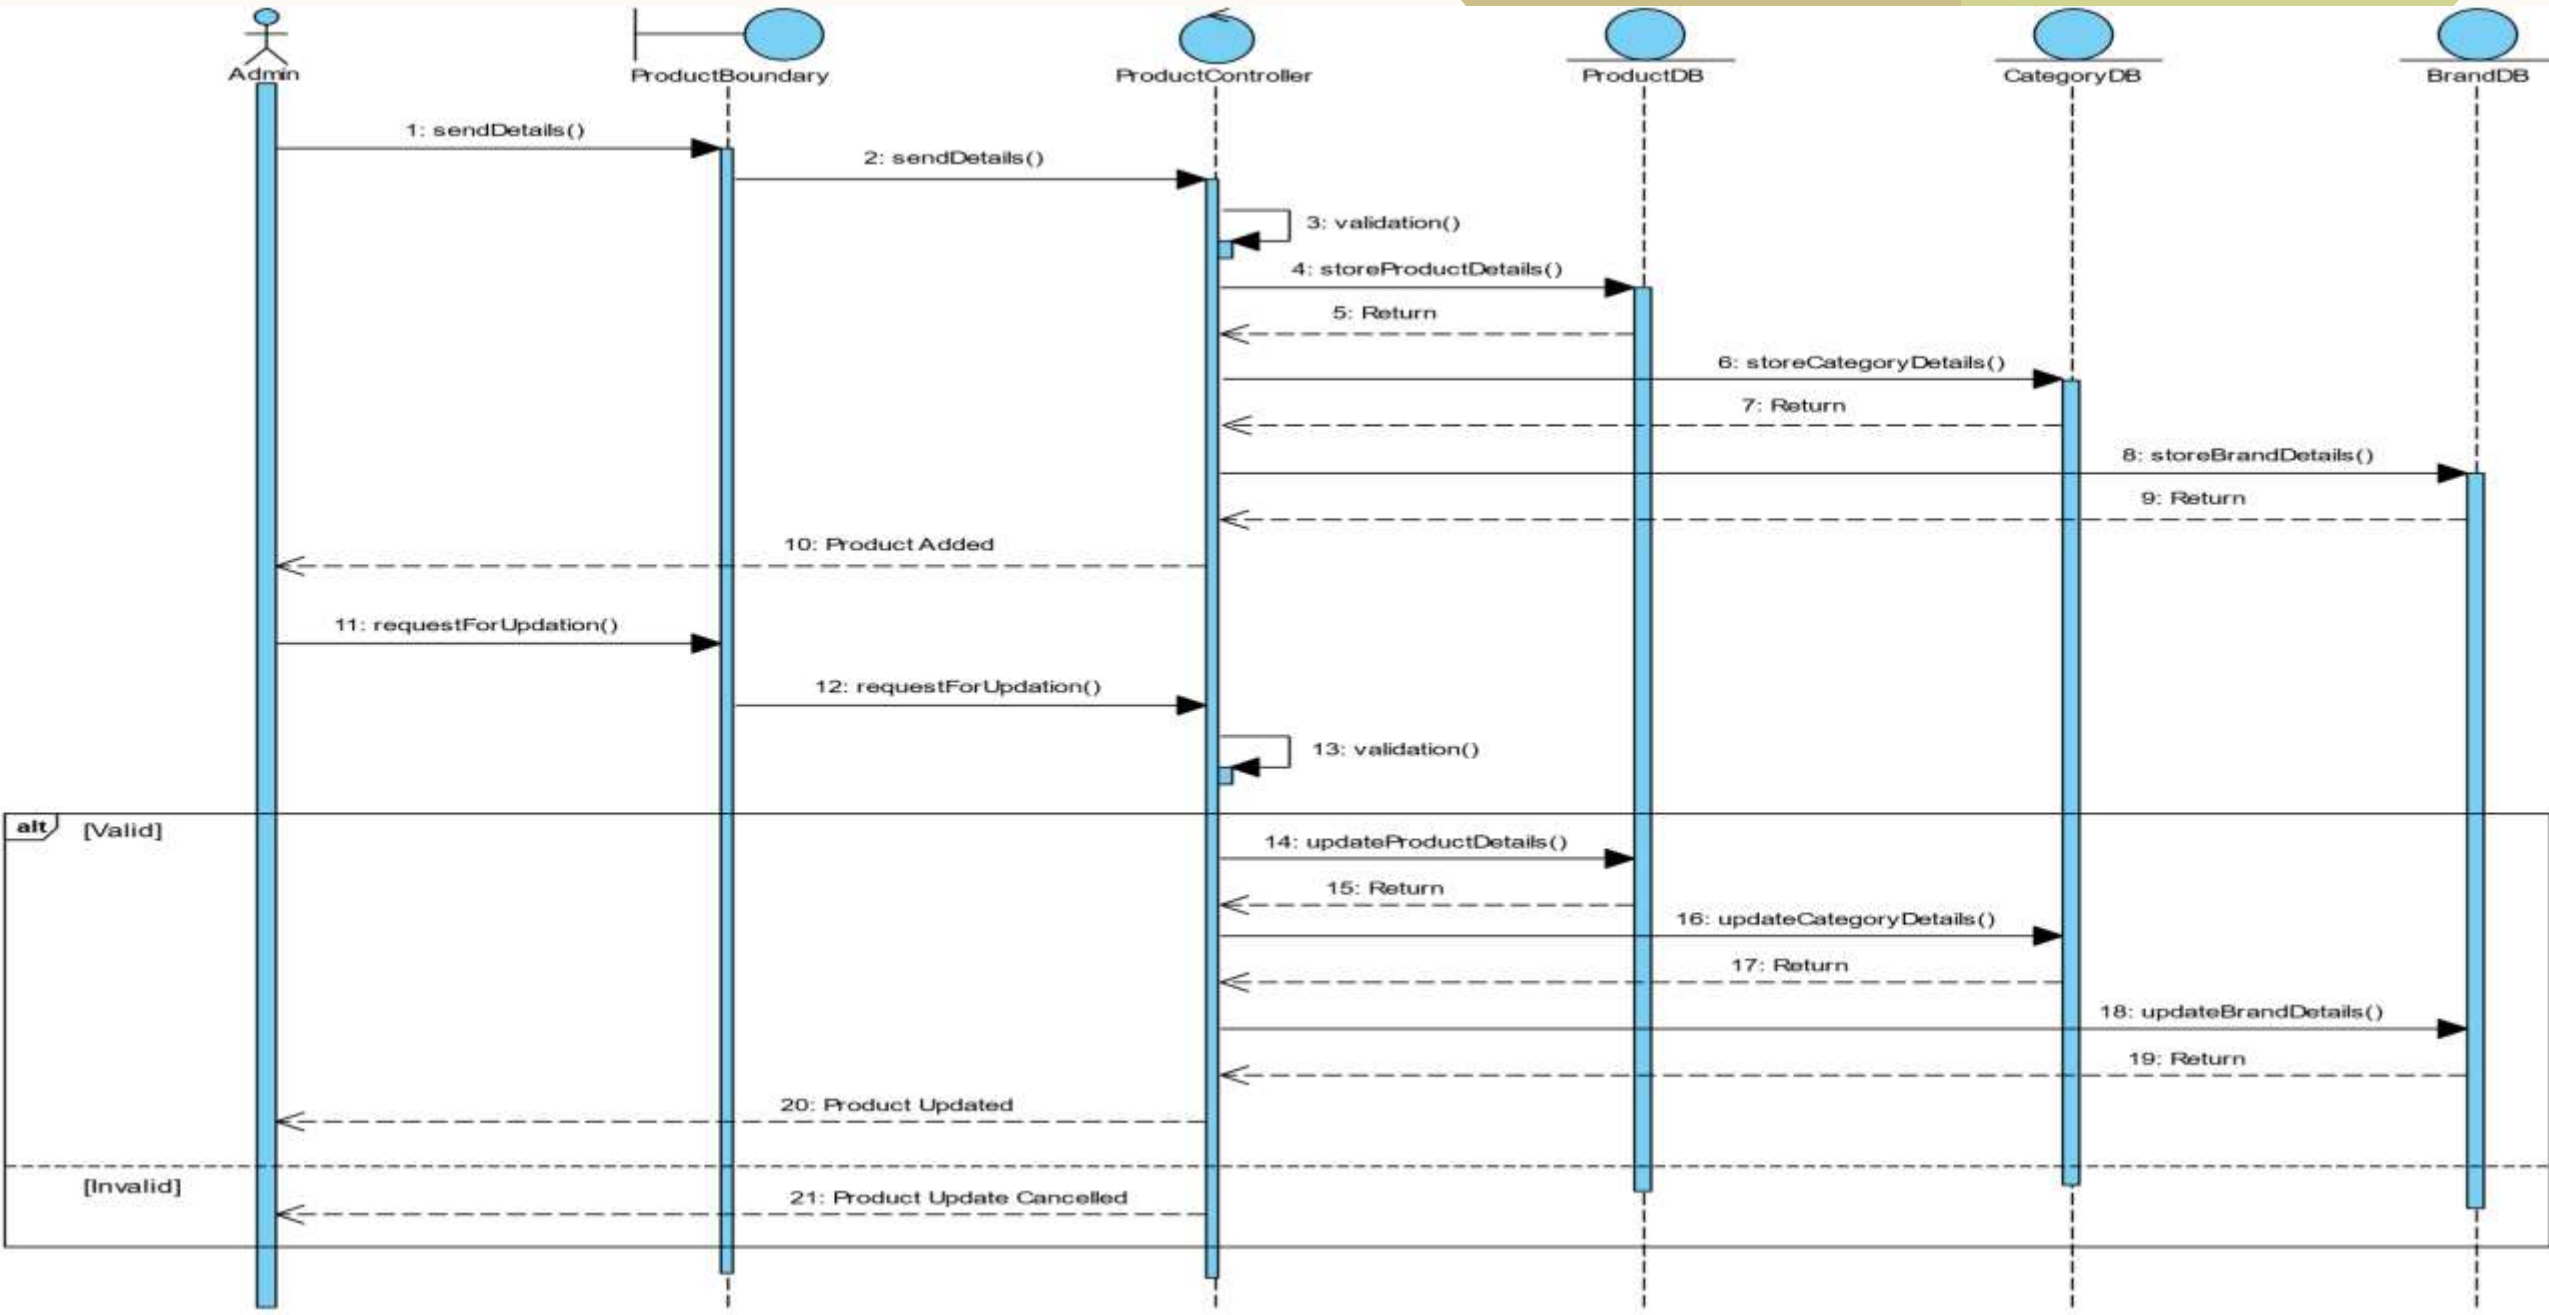 Admin
ProductBoundary
ProductController
ProductDB
CategoryDB
BrandDB
1: sendDetails()
2: sendDetails()
3: validation()
4: storeProductDetails()
5: Return
6: storeCategoryDetails()
7: Return
8: storeBrandDetails()
9: Return
10: Product Added
11: requestForUpdation()
12: requestForUpdation()
13: validation()
alt
[Valid]
14: updateProductDetails()
15: Return
16: updateCategoryDetails()
17: Return
18: updateBrandDetails()
19: Return
20: Product Updated
[Invalid]
21: Product Update Cancelled